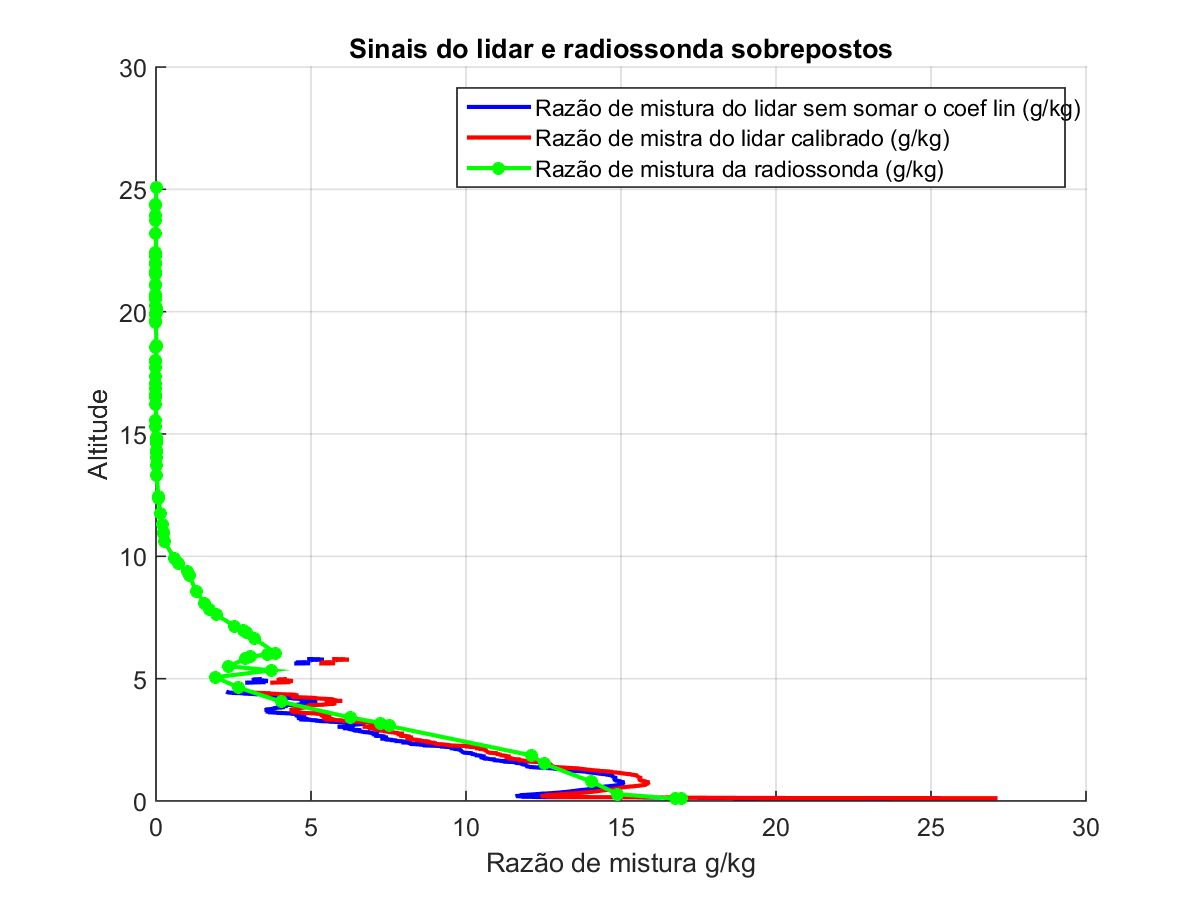 Sinais do lidar e radiossonda sobrepostos
30
Razão de mistura do lidar sem somar o coef lin (g/kg)
Razão de mistra do lidar calibrado (g/kg)
Razão de mistura da radiossonda (g/kg)
25
20
15
10
5
0
Altitude
0 5 10 15 20 25 30
Razão de mistura g/kg